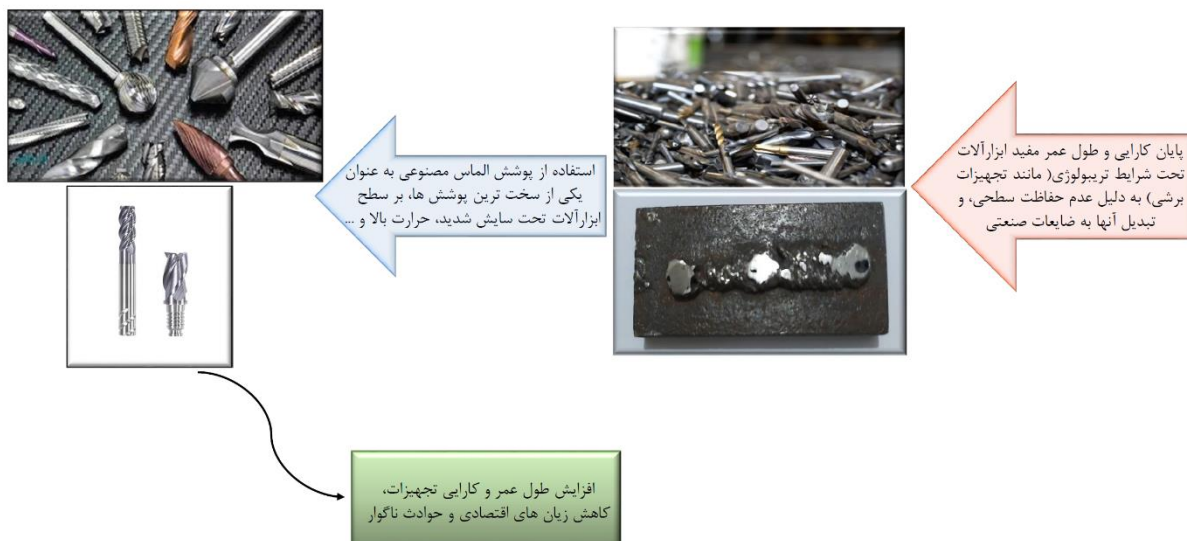 پایان کارایی و طول عمر مفید ابزارآلات
تحت شرایط تریبولوژی( مانند تجهیزات
برشی) به دلیل عدم حفاظت سطحی، و
تبدیل آنها به ضایعات صنعتی
استفاده از پوشش الماس مصنوعی به عنوان
یکی از سخت ترین پوشش ها، بر سطح
ابزارآلات تحت سایش شدید، حرارت بالا و ...
افزایش طول عمر و کارایی تجهیزات،
کاهش زیان های اقتصادی و حوادث ناگوار